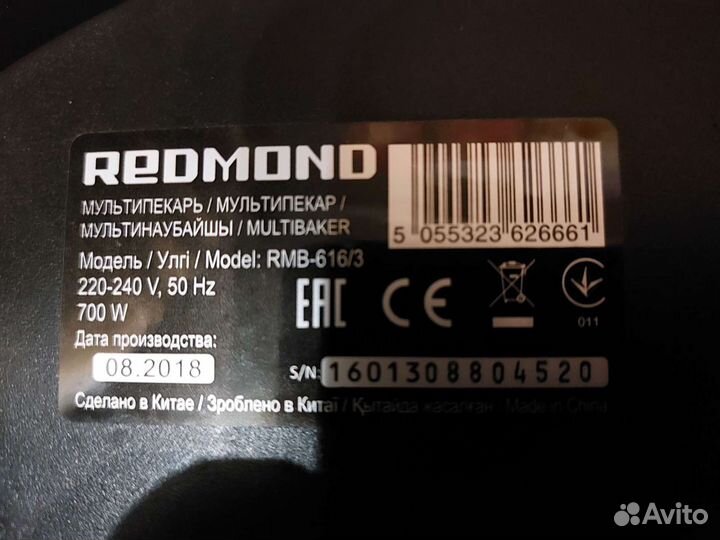 REDMOND
МУЛЬТИПЕКАРЬ / МУЛЬТИПЕКАР /
МУЛЬТИНАУБАЙШЫ / MULTIBAKER
Модель / Улгi / Model: RMB-616/3
220-240 V, 50 Hz
700 W
Дата производства:
08.2018
5 055323 626661
EAC CE
011
S/N: 1601308804520
Сделано в Китае / Зроблено в Китаї / Қытайда жасалған Made in China
Avito